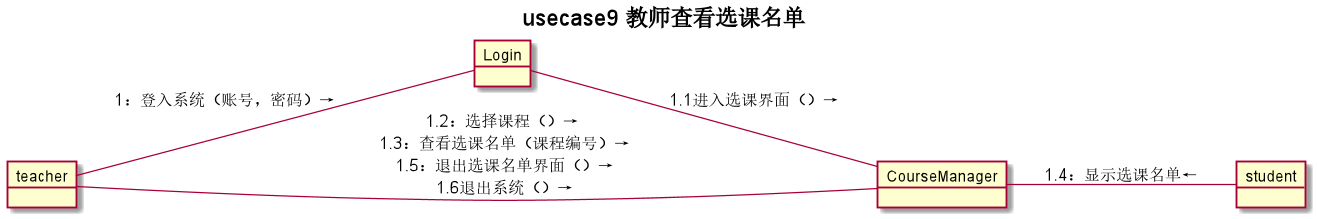 usecase9 教师查看选课名单
Login
1：登入系统（账号，密码）→
1.1进入选课界面（）→
1.2：选择课程（）→
1.3：查看选课名单（课程编号）→
1.5：退出选课名单界面（）→
1.6退出系统（）→
teacher
CourseManager
1.4：显示选课名单←
student